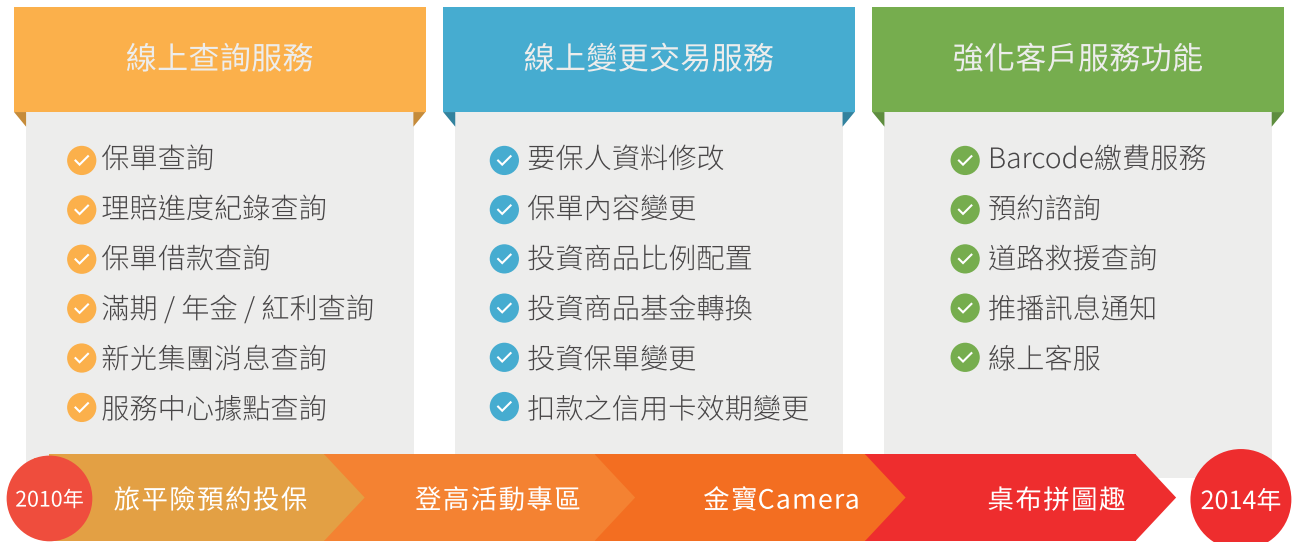 線上查詢服務
保單查詢
理賠進度紀錄查詢
保單借款查詢
滿期 / 年金 / 紅利查詢
新光集團消息查詢
服務中心據點查詢
線上變更交易服務
要保人資料修改
保單內容變更
投資商品比例配置
投資商品基金轉換
投資保單變更
扣款之信用卡效期變更
強化客戶服務功能
Barcode繳費服務
預約諮詢
道路救援查詢
推播訊息通知
線上客服
2010年
旅平險預約投保
登高活動專區
金寶Camera
桌布拼圖趣
2014年